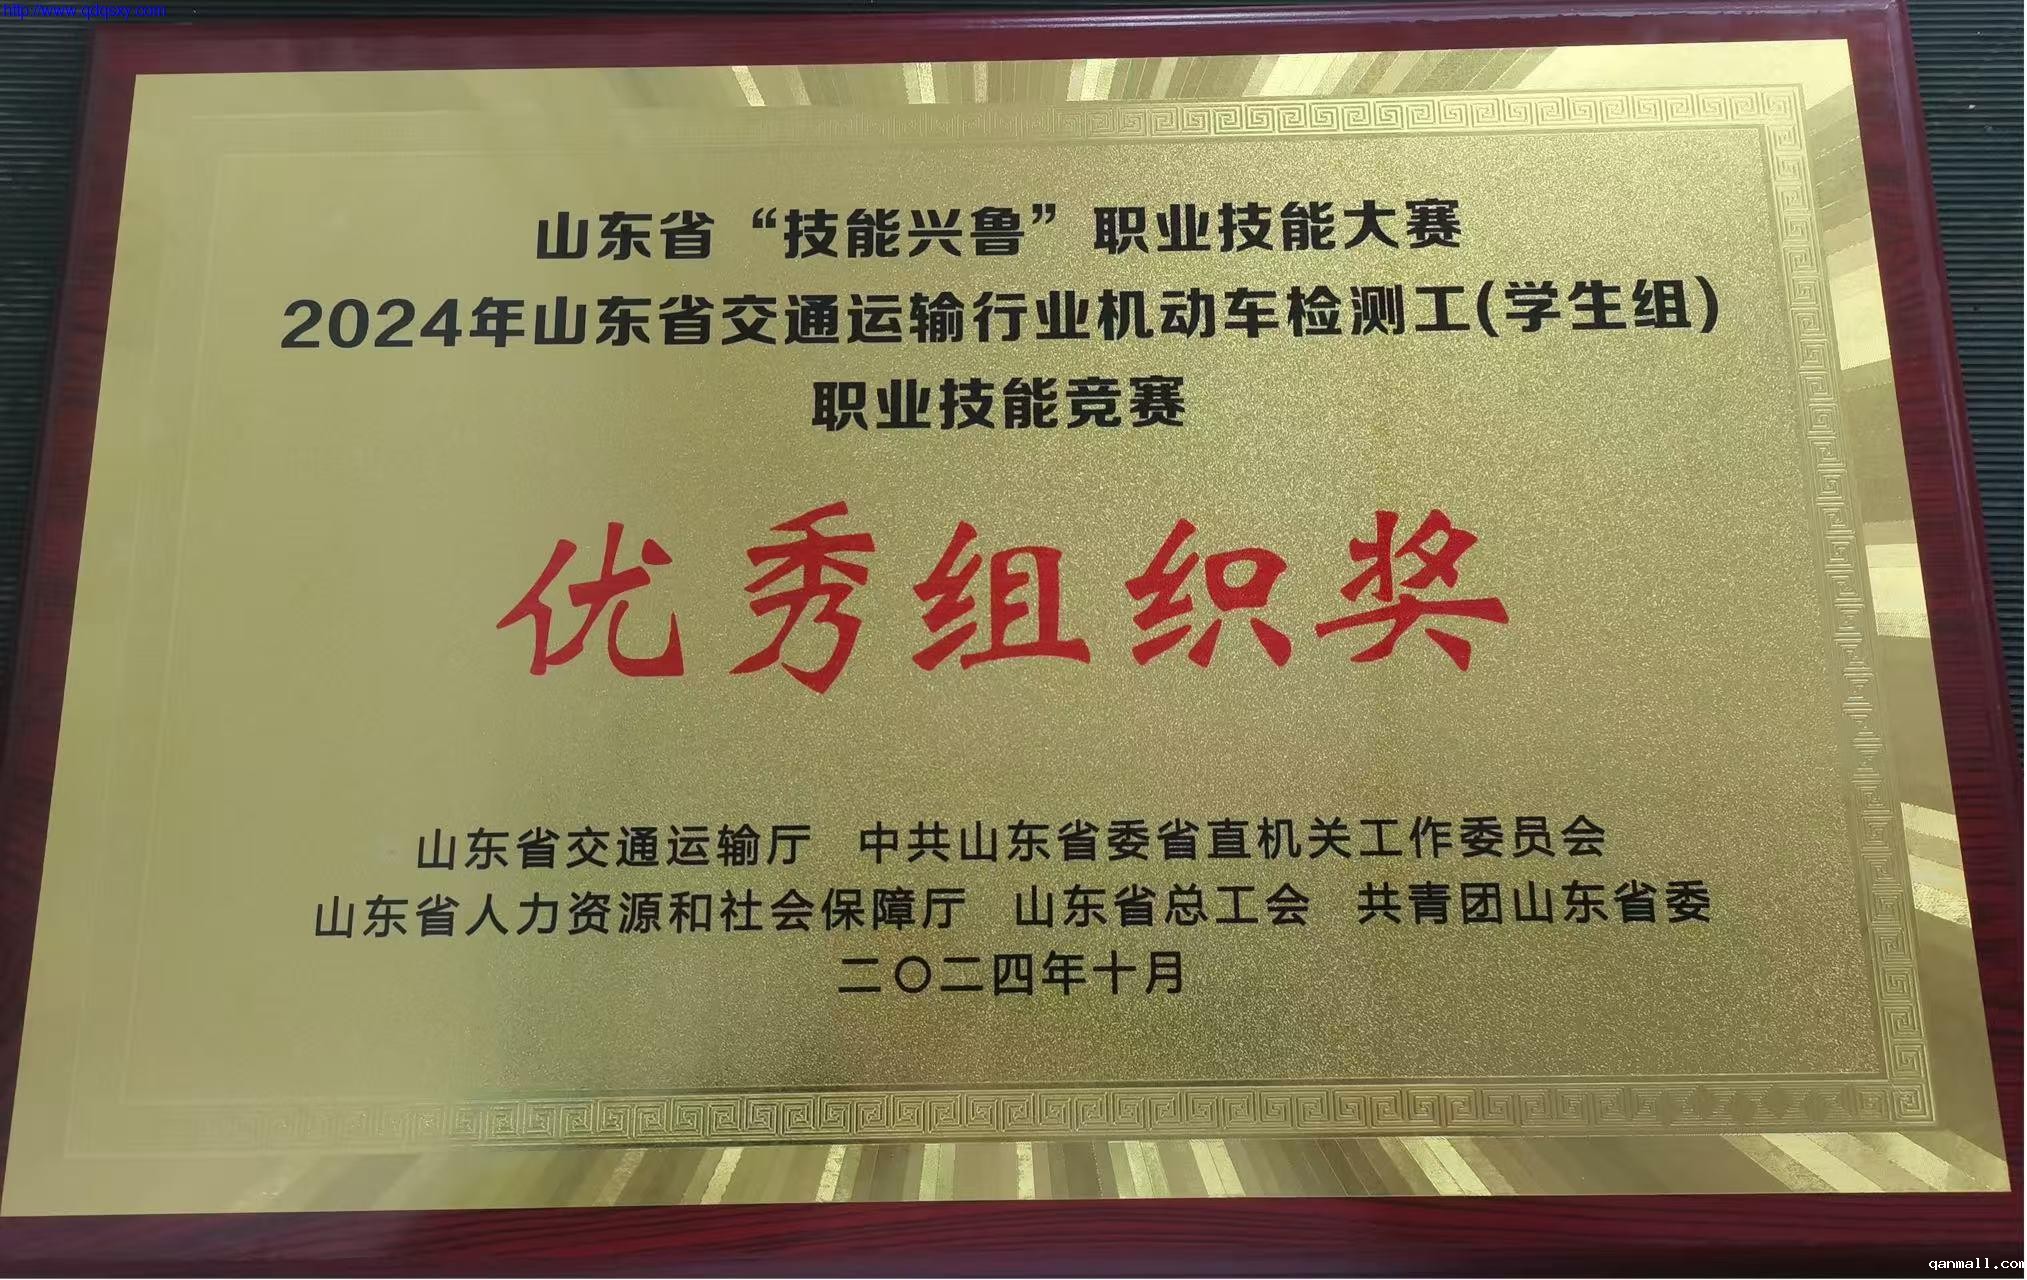 http://www.qdqsxy.com
山东省“技能兴鲁”职业技能大赛
2024年山东省交通运输行业机动车检测工(学生组)
职业技能竞赛
优秀组织奖
山东省交通运输厅 中共山东省委省直机关工作委员会
山东省人力资源和社会保障厅 山东省总工会 共青团山东省委
二〇二四年十月
qanmall.com